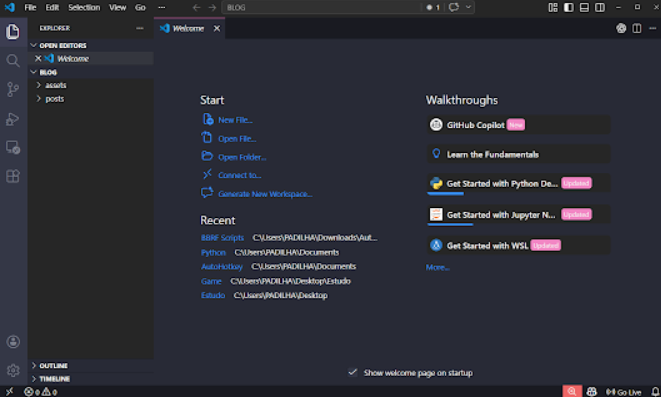 File Edit Selection View Go ...
BLOG
1
EXPLORER ...
Welcome
OPEN EDITORS
Welcome
BLOG
assets
posts
Start
New File...
Open File...
Open Folder...
Connect to...
Generate New Workspace...
Recent
BBRF Scripts C:\Users\PADILHA\Downloads\Aut...
Python C:\Users\PADILHA\Documents
AutoHotkey C:\Users\PADILHA\Documents
Game C:\Users\PADILHA\Desktop\Estudo
Estudo C:\Users\PADILHA\Desktop
Walkthroughs
GitHub Copilot New
Learn the Fundamentals
Get Started with Python De... Updated
Get Started with Jupyter N... Updated
Get Started with WSL Updated
More...
Show welcome page on startup
OUTLINE
TIMELINE
0 0
Go Live